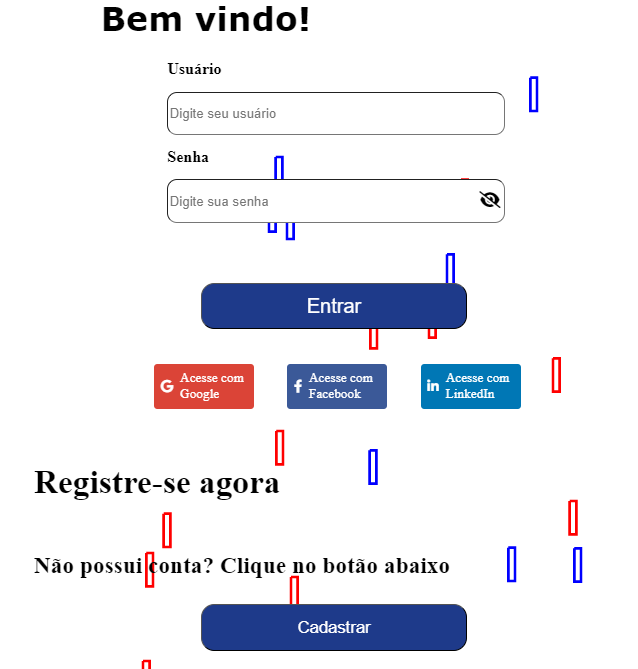 Bem vindo!
Usuário
Digite seu usuário
Senha
Digite sua senha
Entrar
Acesse com
Google
Acesse com
Facebook
Acesse com
LinkedIn
Registre-se agora
Não possui conta? Clique no botão abaixo
Cadastrar